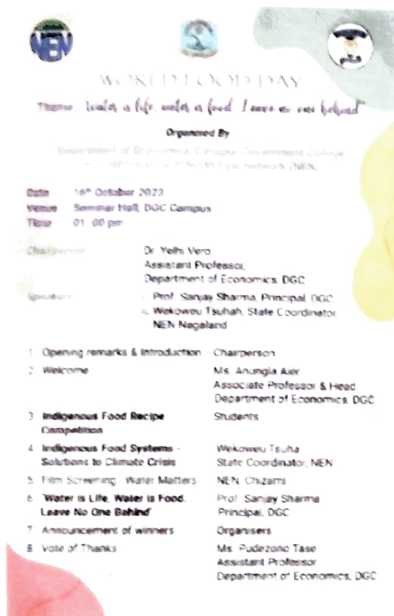 NEN
WORLD FOOD DAY
Theme "Water is life, water is food. Leave no one behind"
Organised By
Department of Economics, Dimapur Government College
North East Network (NEN)
Date 16th October 2023
Venue Seminar Hall, DGC Campus
Time 01:00 pm
Chairperson Dr. Yelhi Vero
Assistant Professor,
Department of Economics, DGC
Speakers Prof. Sanjay Sharma, Principal, DGC
Wekoweu Tsuhah, State Coordinator,
NEN Nagaland
1 Opening remarks & Introduction Chairperson
2 Welcome Ms. Anungla Aier
Associate Professor & Head
Department of Economics, DGC
3 Indigenous Food Recipe Students
Competition
4 Indigenous Food Systems - Wekoweu Tsuha
Solutions to Climate Crisis State Coordinator, NEN
5 Film Screening Water Matters NEN, Chizami
6 'Water is Life, Water is Food. Prof. Sanjay Sharma
Leave No One Behind' Principal, DGC
7 Announcement of winners Organisers
8 Vote of Thanks Ms. Pudezono Tase
Assistant Professor
Department of Economics, DGC